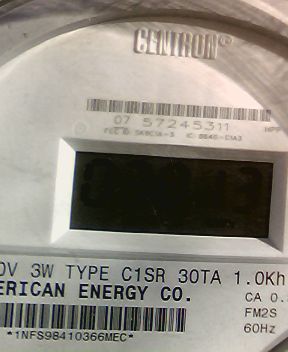 CENTRON®
07 57245311
0V 3W TYPE C1SR 30TA 1.0Kh
ERICAN ENERGY CO.
CA 0.
FM2S
60Hz
*1NFS98410366MEC*